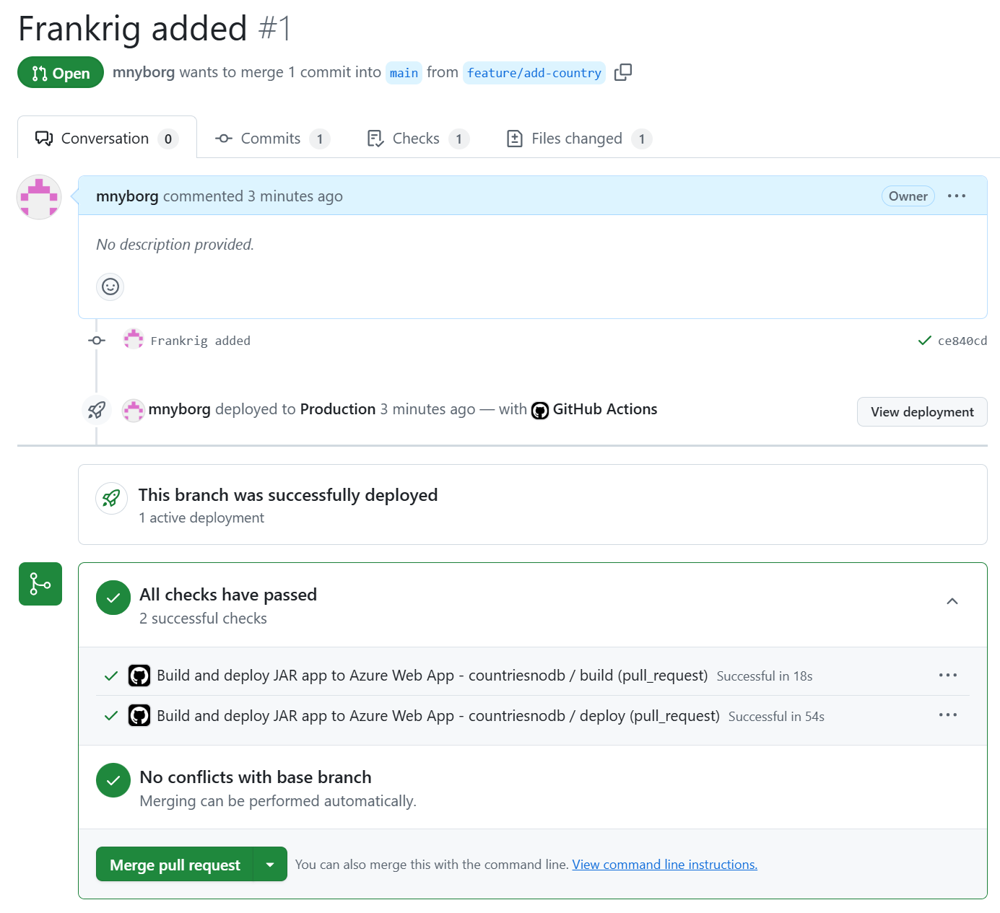 Frankrig added #1
Open mnyborg wants to merge 1 commit into main from feature/add-country
Conversation 0 Commits 1 Checks 1 Files changed 1
mnyborg commented 3 minutes ago Owner
No description provided.
Frankrig added ce840cd
mnyborg deployed to Production 3 minutes ago — with GitHub Actions View deployment
This branch was successfully deployed
1 active deployment
All checks have passed
2 successful checks
Build and deploy JAR app to Azure Web App - countriesnodb / build (pull_request) Successful in 18s
Build and deploy JAR app to Azure Web App - countriesnodb / deploy (pull_request) Successful in 54s
No conflicts with base branch
Merging can be performed automatically.
Merge pull request You can also merge this with the command line. View command line instructions.